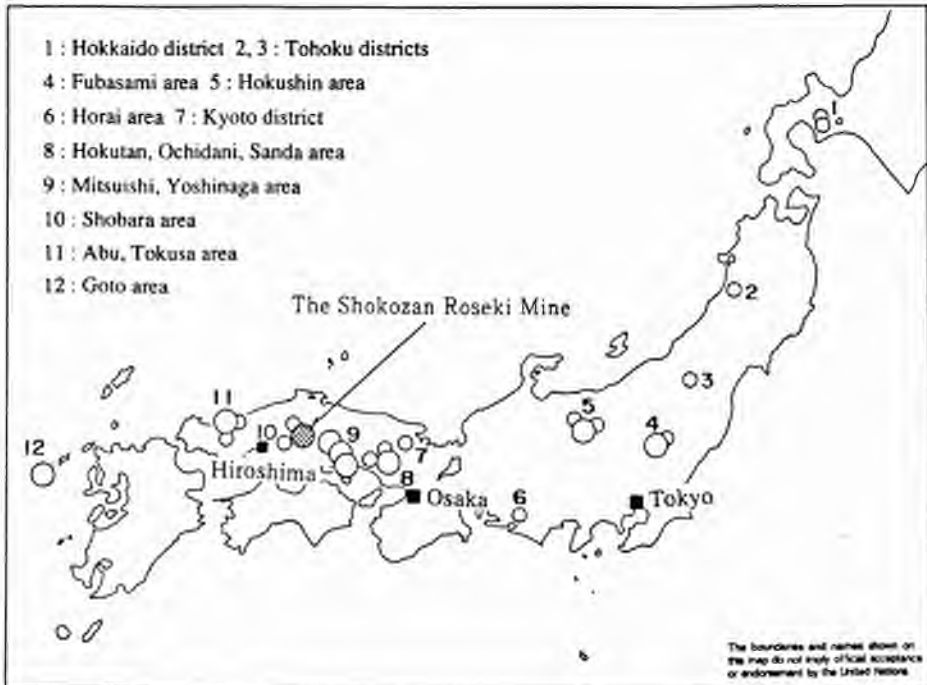 1 : Hokkaido district 2, 3 : Tohoku districts
4 : Fubasami area 5 : Hokushin area
6 : Horai area 7 : Kyoto district
8 : Hokutan, Ochidani, Sanda area
9 : Mitsuishi, Yoshinaga area
10 : Shobara area
11 : Abu, Tokusa area
12 : Goto area
The Shokozan Roseki Mine
1
2
3
11
5
4
10
9
12
7
Hiroshima
8
Osaka
6
Tokyo
The boundaries and names shown on
this map do not imply official acceptance
or endorsement by the United Nations.